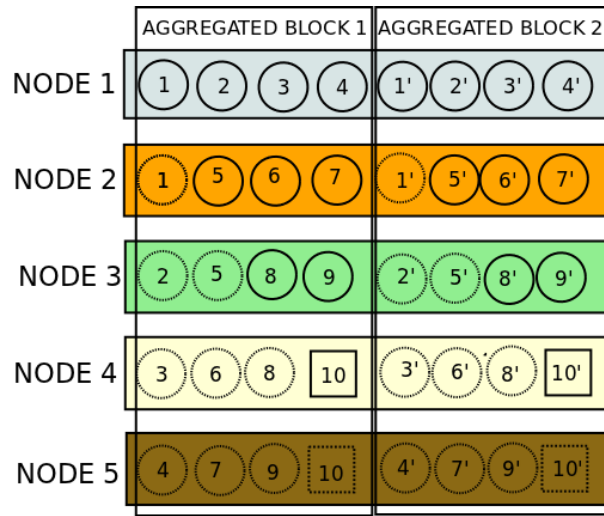 AGGREGATED BLOCK 1 AGGREGATED BLOCK 2
NODE 1 1 2 3 4 1' 2' 3' 4'
NODE 2 1 5 6 7 1' 5' 6' 7'
NODE 3 2 5 8 9 2' 5' 8' 9'
NODE 4 3 6 8 10 3' 6' 8' 10'
NODE 5 4 7 9 10 4' 7' 9' 10'